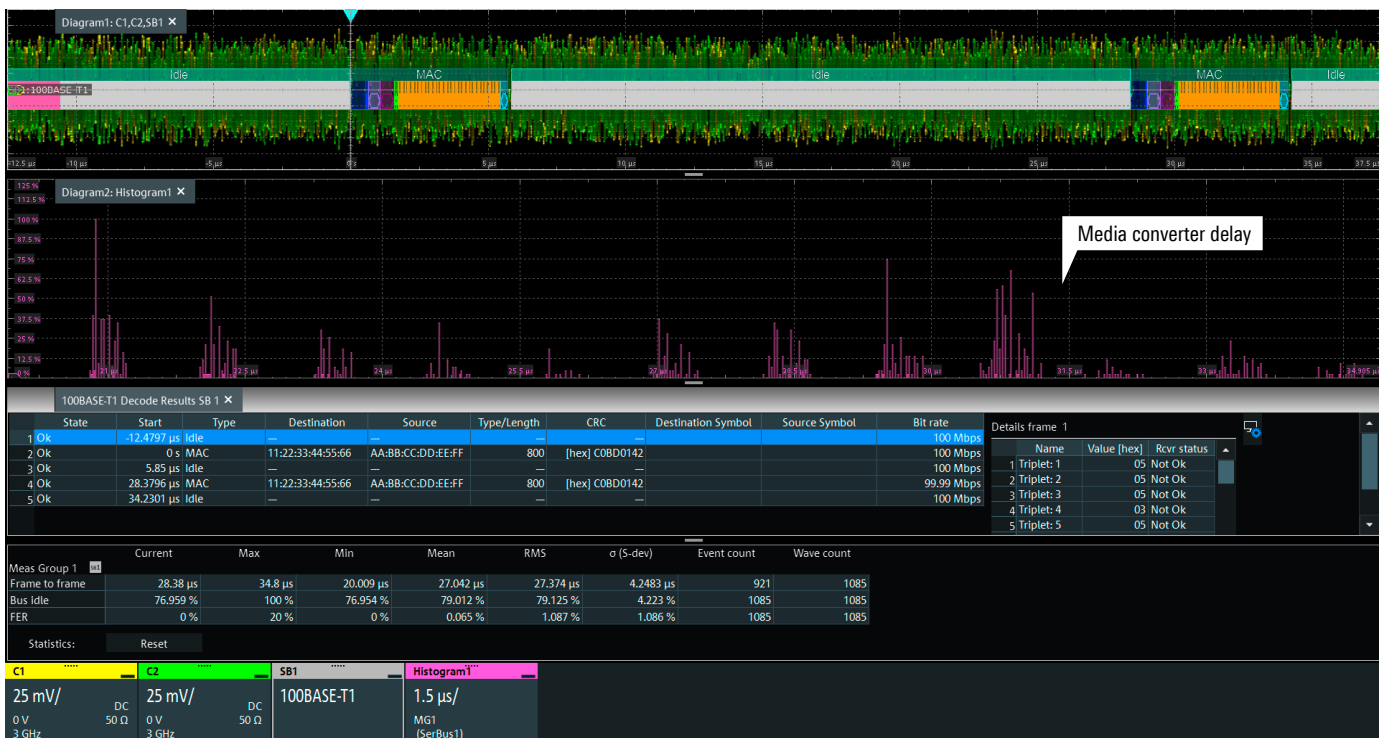 Diagram1: C1,C2,SB1 ×
Idle MAC Idle MAC Idle
100BASE-T1
-12.5 µs -10 µs -5 µs 0 s 5 µs 10 µs 15 µs 20 µs 25 µs 30 µs 35 µs 37.5 µs
Diagram2: Histogram1 ×
125 %
112.5 %
100 %
87.5 %
75 %
62.5 %
50 %
37.5 %
25 %
12.5 %
0 %
Media converter delay
21 µs 22.5 µs 24 µs 25.5 µs 27 µs 28.5 µs 30 µs 31.5 µs 33 µs 34.905 µs
100BASE-T1 Decode Results SB 1 ×
State Start Type Destination Source Type/Length CRC Destination Symbol Source Symbol Bit rate
1 Ok -12.4797 µs Idle — — — — 100 Mbps
2 Ok 0 s MAC 11:22:33:44:55:66 AA:BB:CC:DD:EE:FF 800 [hex] C0BD0142 100 Mbps
3 Ok 5.85 µs Idle — — — — 100 Mbps
4 Ok 28.3796 µs MAC 11:22:33:44:55:66 AA:BB:CC:DD:EE:FF 800 [hex] C0BD0142 99.99 Mbps
5 Ok 34.2301 µs Idle — — — — 100 Mbps
Details frame 1
Name Value [hex] Rcvr status
1 Triplet: 1 05 Not Ok
2 Triplet: 2 05 Not Ok
3 Triplet: 3 05 Not Ok
4 Triplet: 4 03 Not Ok
5 Triplet: 5 05 Not Ok
Current Max Min Mean RMS σ (S-dev) Event count Wave count
Meas Group 1 SB1
Frame to frame 28.38 µs 34.8 µs 20.009 µs 27.042 µs 27.374 µs 4.2483 µs 921 1085
Bus idle 76.959 % 100 % 76.954 % 79.012 % 79.125 % 4.223 % 1085 1085
FER 0 % 20 % 0 % 0.065 % 1.087 % 1.086 % 1085 1085
Statistics: Reset
C1
25 mV/
DC
0 V 50 Ω
3 GHz
C2
25 mV/
DC
0 V 50 Ω
3 GHz
SB1
100BASE-T1
Histogram1
1.5 µs/
MG1
(SerBus1)